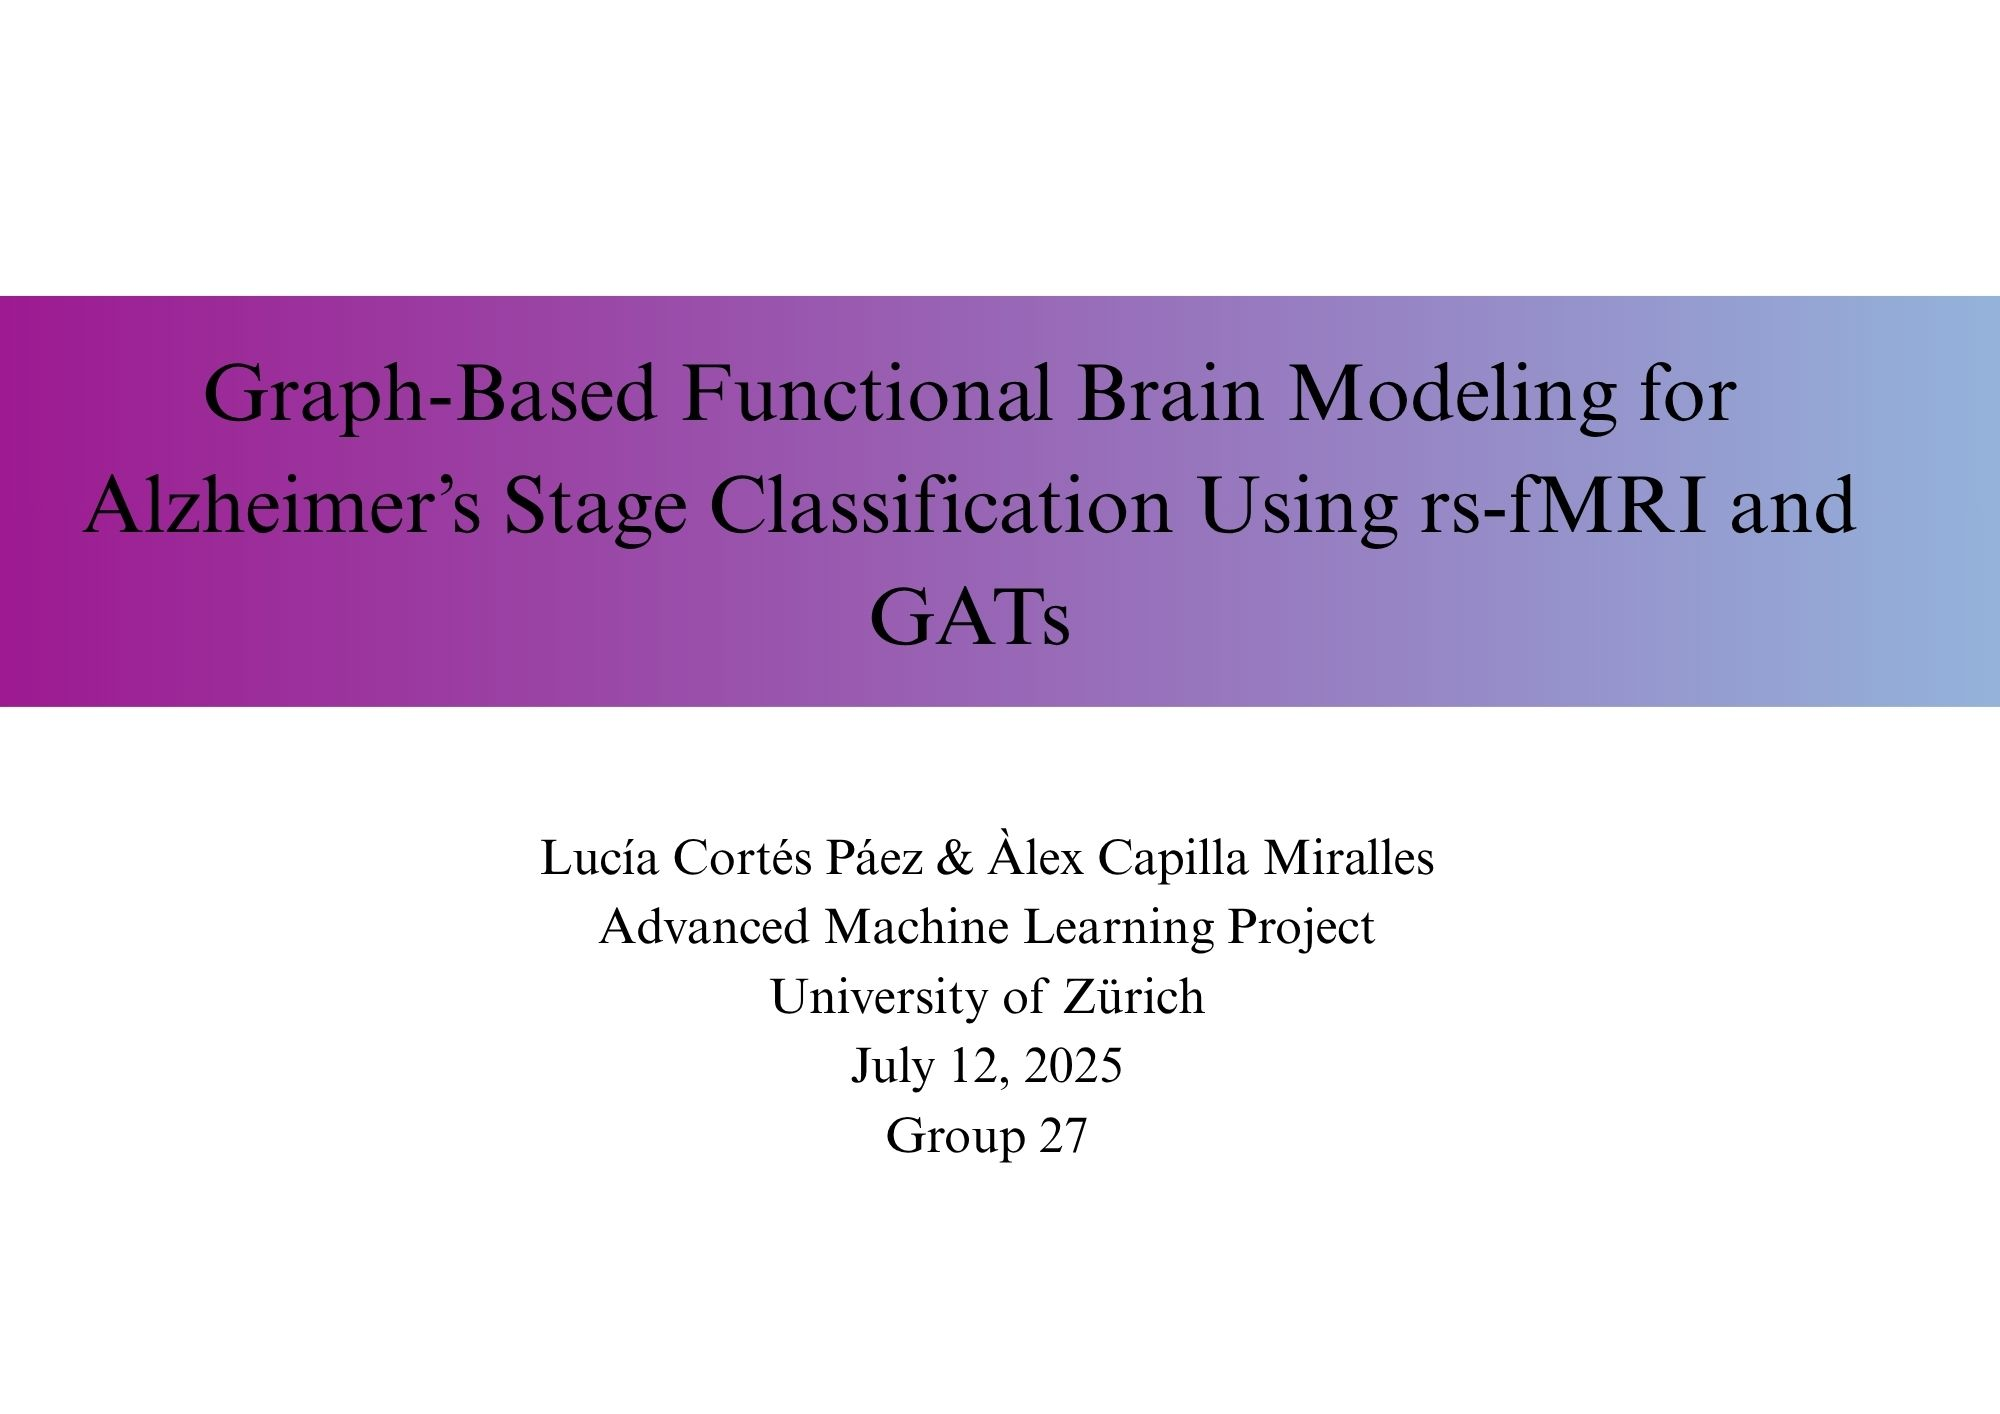 Graph-Based Functional Brain Modeling for
Alzheimer’s Stage Classification Using rs-fMRI and
GATs
Lucía Cortés Páez & Àlex Capilla Miralles
Advanced Machine Learning Project
University of Zürich
July 12, 2025
Group 27